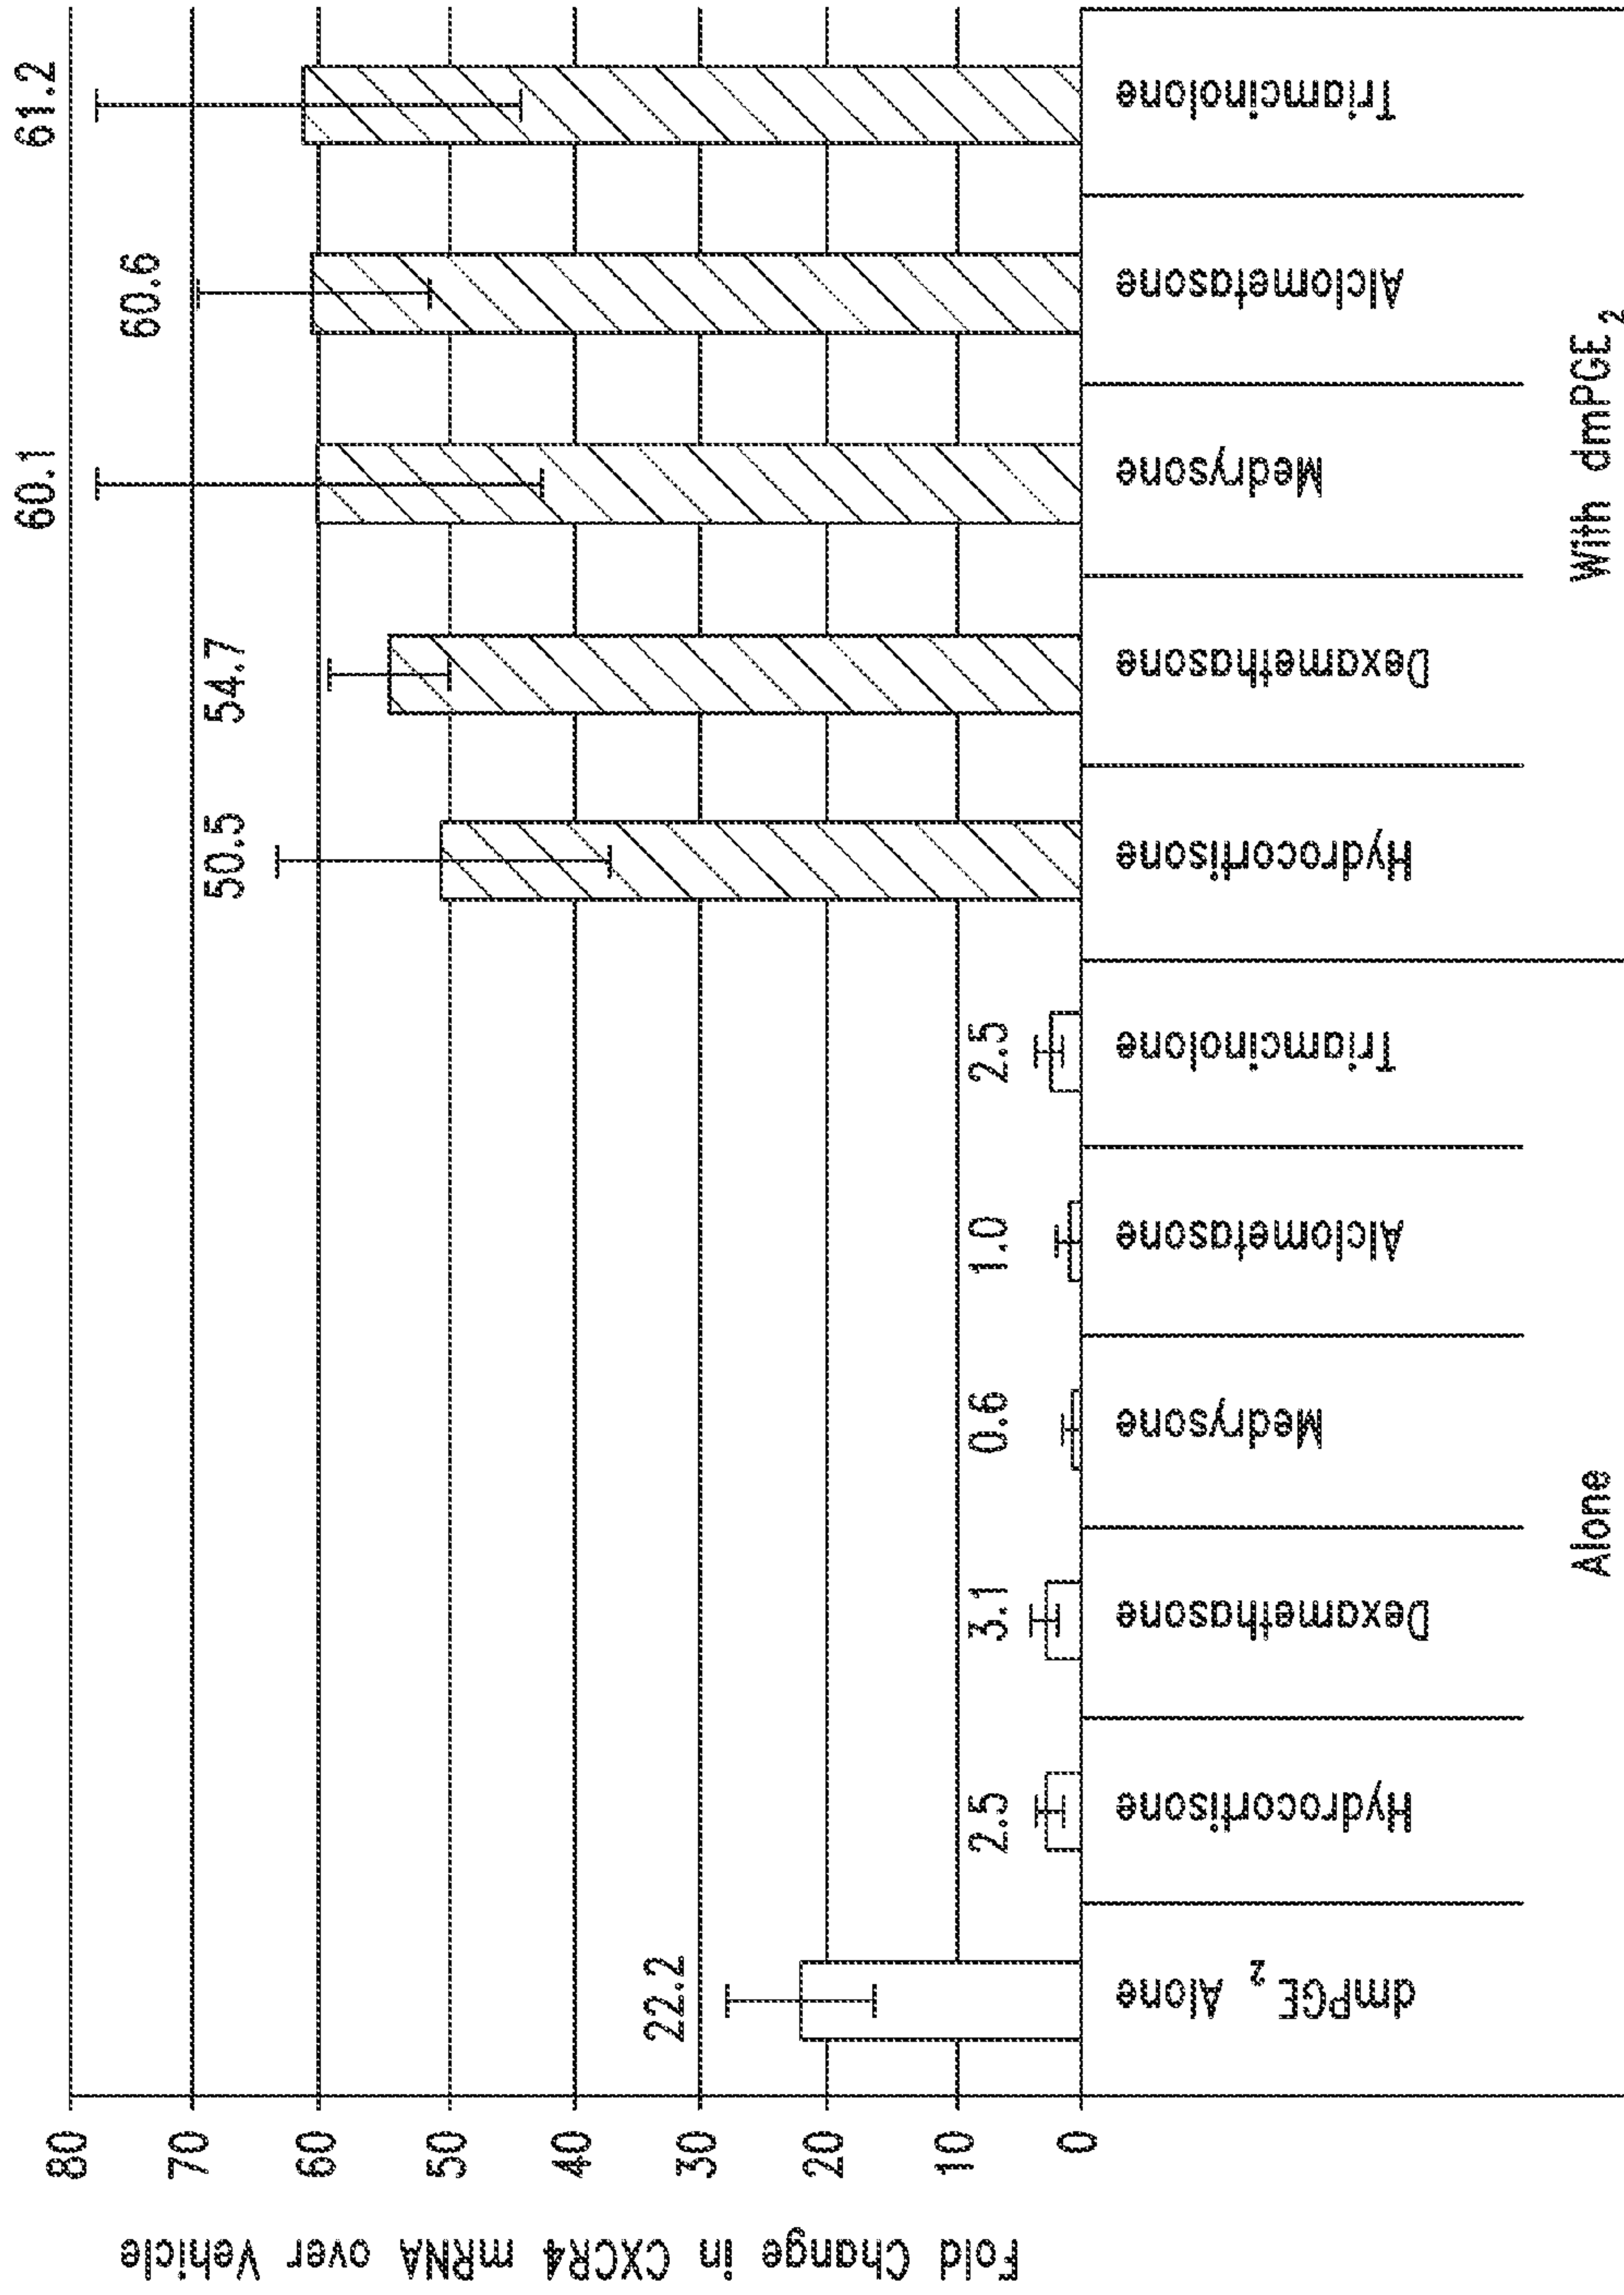 Fold Change in CXCR4 mRNA over Vehicle
80
70
60
50
40
30
20
10
0
22.2
2.5
3.1
0.6
1.0
2.5
50.5
54.7
60.1
60.6
61.2
dmPGE₂ Alone
Hydrocortisone
Dexamethasone
Medrysone
Alclometasone
Triamcinolone
Hydrocortisone
Dexamethasone
Medrysone
Alclometasone
Triamcinolone
Alone
With dmPGE₂